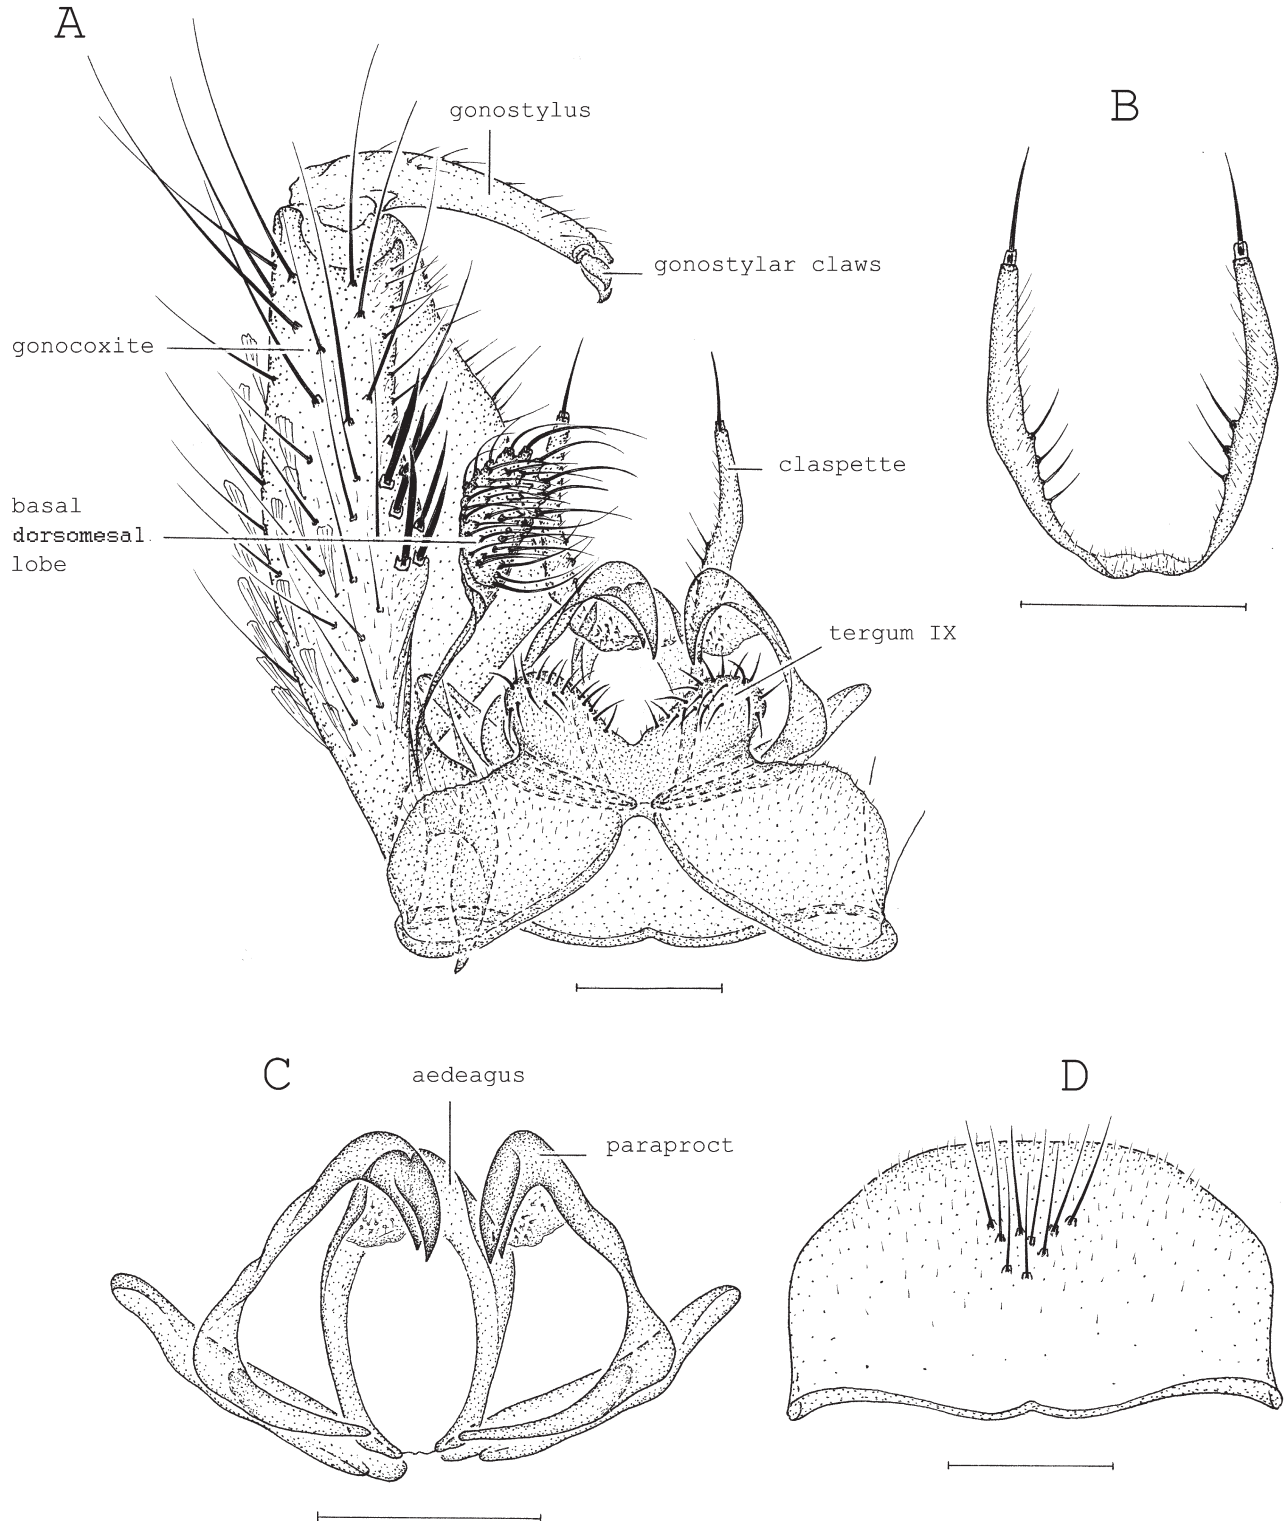 A
gonostylus
B
gonostylar claws
gonocoxite
claspette
basal
dorsomesal
lobe
tergum IX
C
aedeagus
D
paraproct